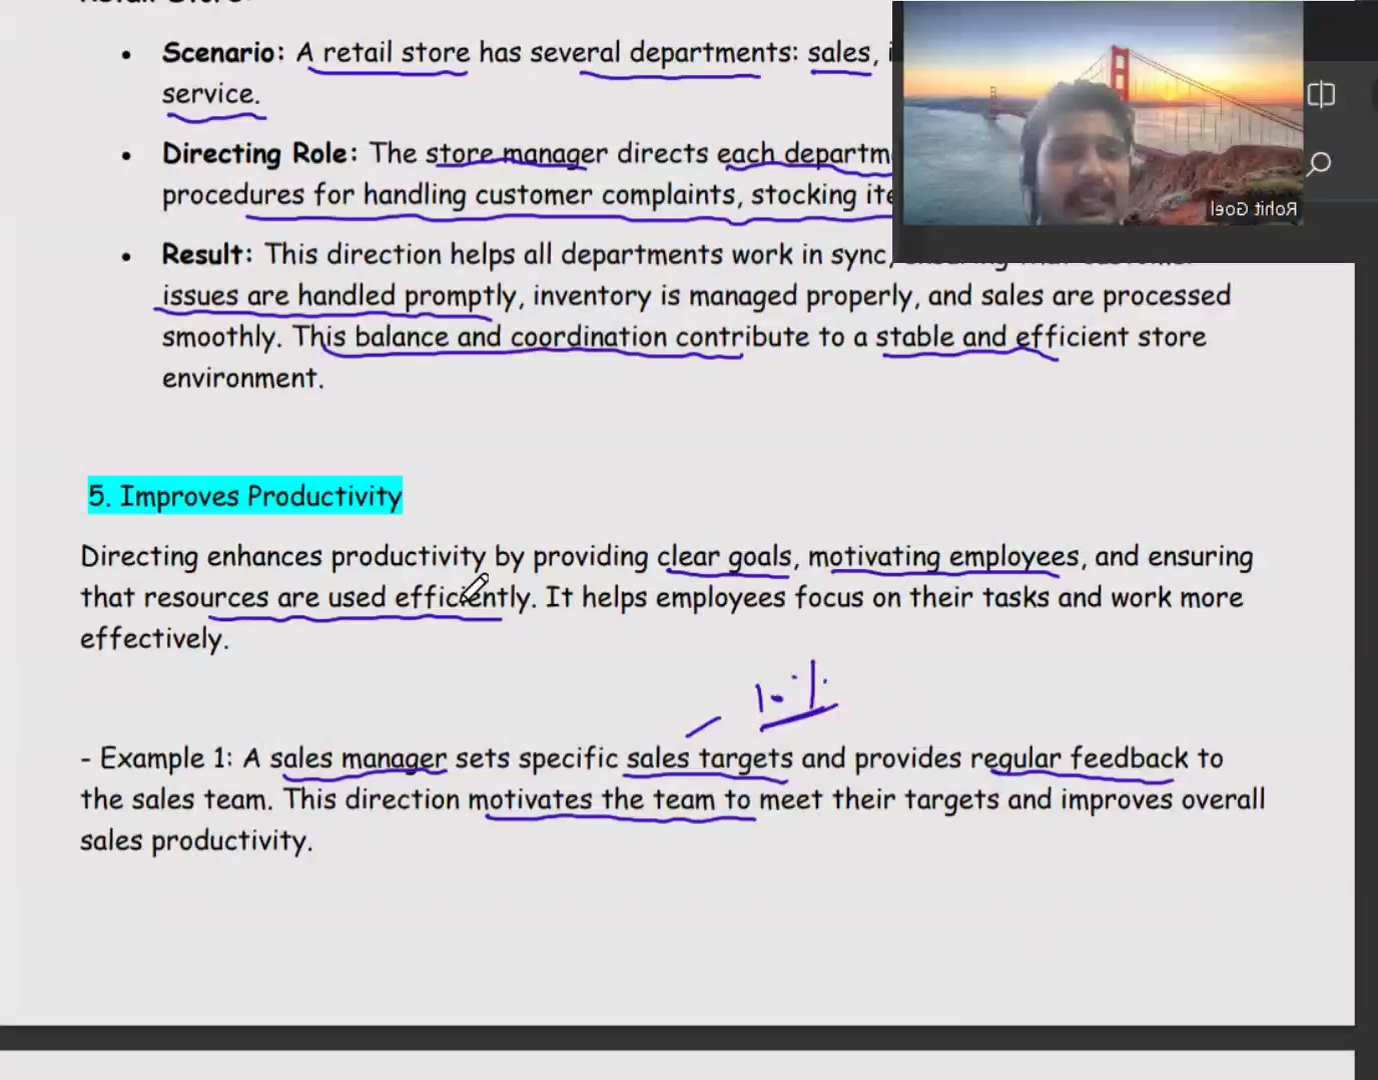 Scenario: A retail store has several departments: sales,
service.
Directing Role: The store manager directs each
procedures for handling customer complaints, stocking
Rohit Goel
Result: This direction helps all departments work in sync,
issues are handled promptly, inventory is managed properly, and sales are processed
smoothly. This balance and coordination contribute to a stable and efficient store
environment.
5. Improves Productivity
Directing enhances productivity by providing clear goals, motivating employees, and ensuring
that resources are used efficiently. It helps employees focus on their tasks and work more
effectively.
- Example 1: A sales manager sets specific sales targets and provides regular feedback to
the sales team. This direction motivates the team to meet their targets and improves overall
sales productivity.